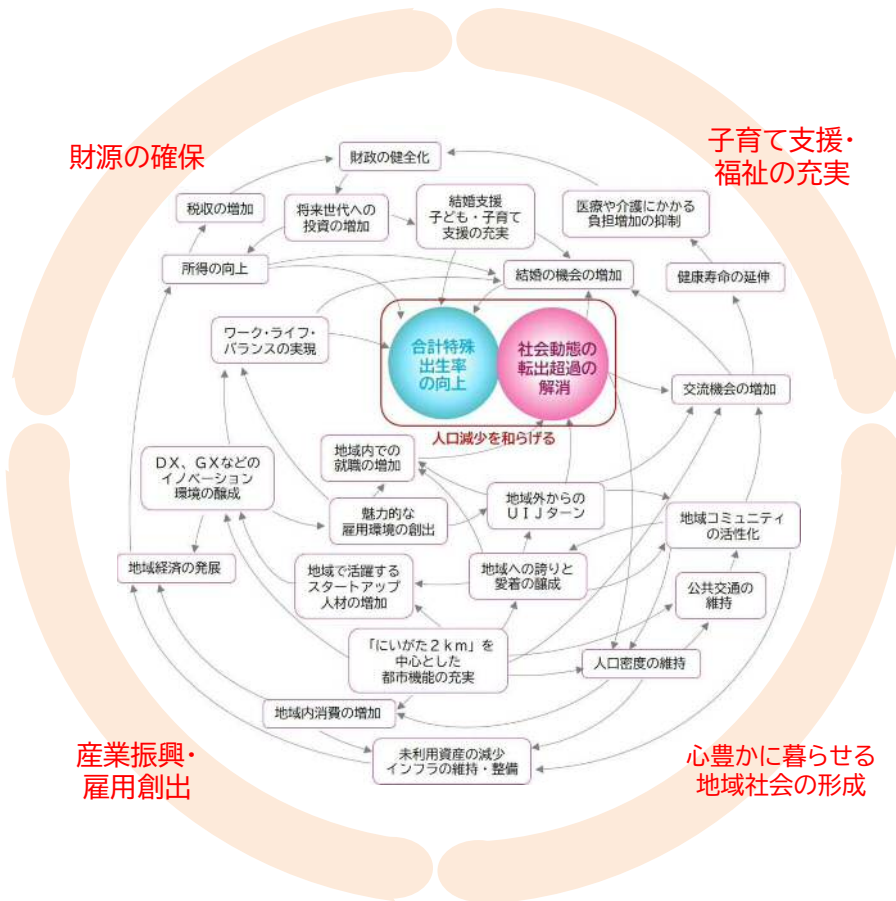 財源の確保
子育て支援・
福祉の充実
財政の健全化
税収の増加
将来世代への
投資の増加
結婚支援
子ども・子育て
支援の充実
医療や介護にかかる
負担増加の抑制
所得の向上
結婚の機会の増加
健康寿命の延伸
ワーク・ライフ・
バランスの実現
合計特殊
出生率
の向上
社会動態の
転出超過の
解消
交流機会の増加
人口減少を和らげる
地域内での
就職の増加
DX、GXなどの
イノベーション
環境の醸成
魅力的な
雇用環境の創出
地域外からの
UIJターン
地域コミュニティ
の活性化
地域経済の発展
地域で活躍する
スタートアップ
人材の増加
地域への誇りと
愛着の醸成
公共交通の
維持
「にいがた2km」を
中心とした
都市機能の充実
人口密度の維持
地域内消費の増加
未利用資産の減少
インフラの維持・整備
産業振興・
雇用創出
心豊かに暮らせる
地域社会の形成